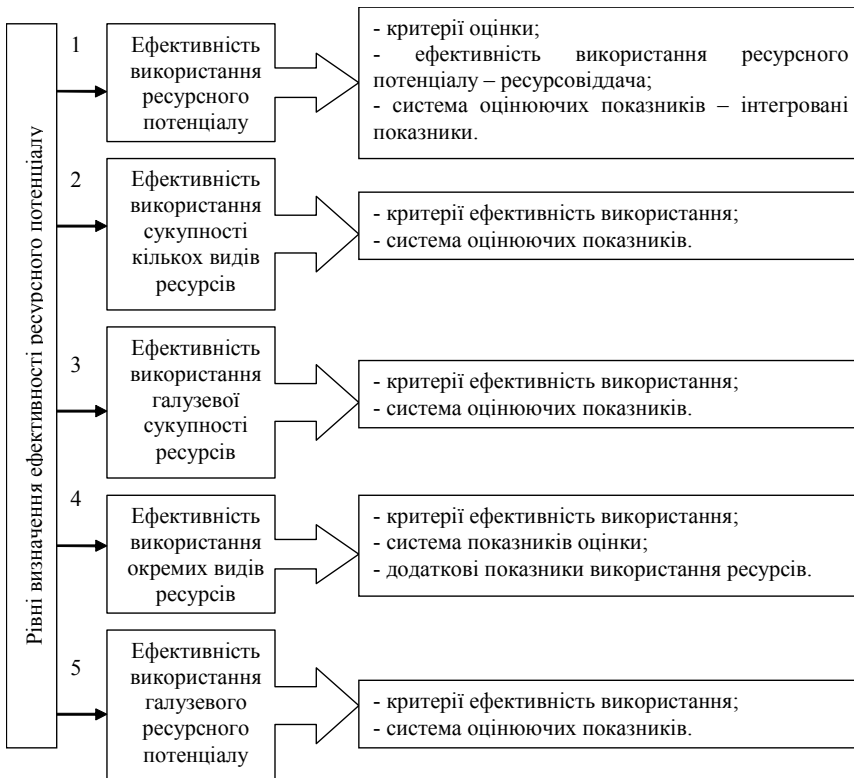 Рівні визначення ефективності ресурсного потенціалу
1
Ефективність
використання
ресурсного
потенціалу
- критерії оцінки;
- ефективність використання ресурсного
потенціалу – ресурсовіддача;
- система оцінюючих показників – інтегровані
показники.
2
Ефективність
використання
сукупності
кількох видів
ресурсів
- критерії ефективність використання;
- система оцінюючих показників.
3
Ефективність
використання
галузевої
сукупності
ресурсів
- критерії ефективність використання;
- система оцінюючих показників.
4
Ефективність
використання
окремих видів
ресурсів
- критерії ефективність використання;
- система показників оцінки;
- додаткові показники використання ресурсів.
5
Ефективність
використання
галузевого
ресурсного
потенціалу
- критерії ефективність використання;
- система оцінюючих показників.